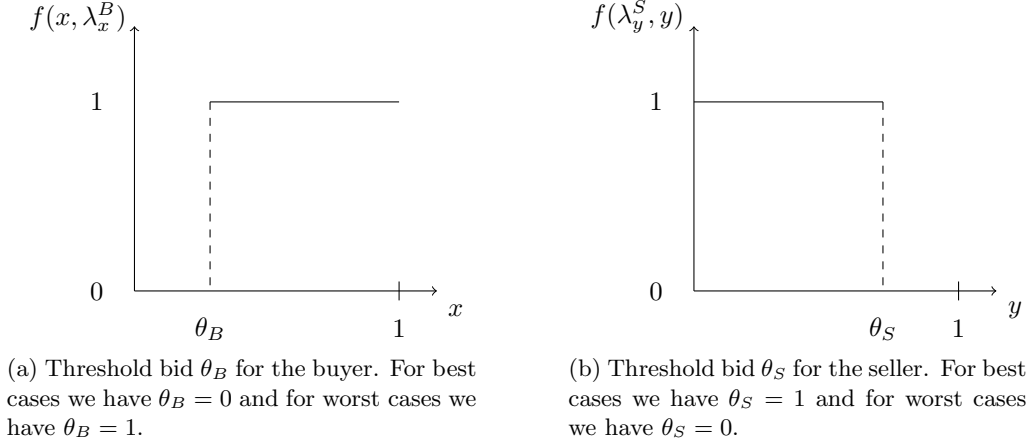 f(x, λ_x^B)
1
0
θ_B
1
x
(a) Threshold bid θ_B for the buyer. For best
cases we have θ_B = 0 and for worst cases we
have θ_B = 1.
f(λ_y^S, y)
1
0
θ_S
1
y
(b) Threshold bid θ_S for the seller. For best
cases we have θ_S = 1 and for worst cases
we have θ_S = 0.